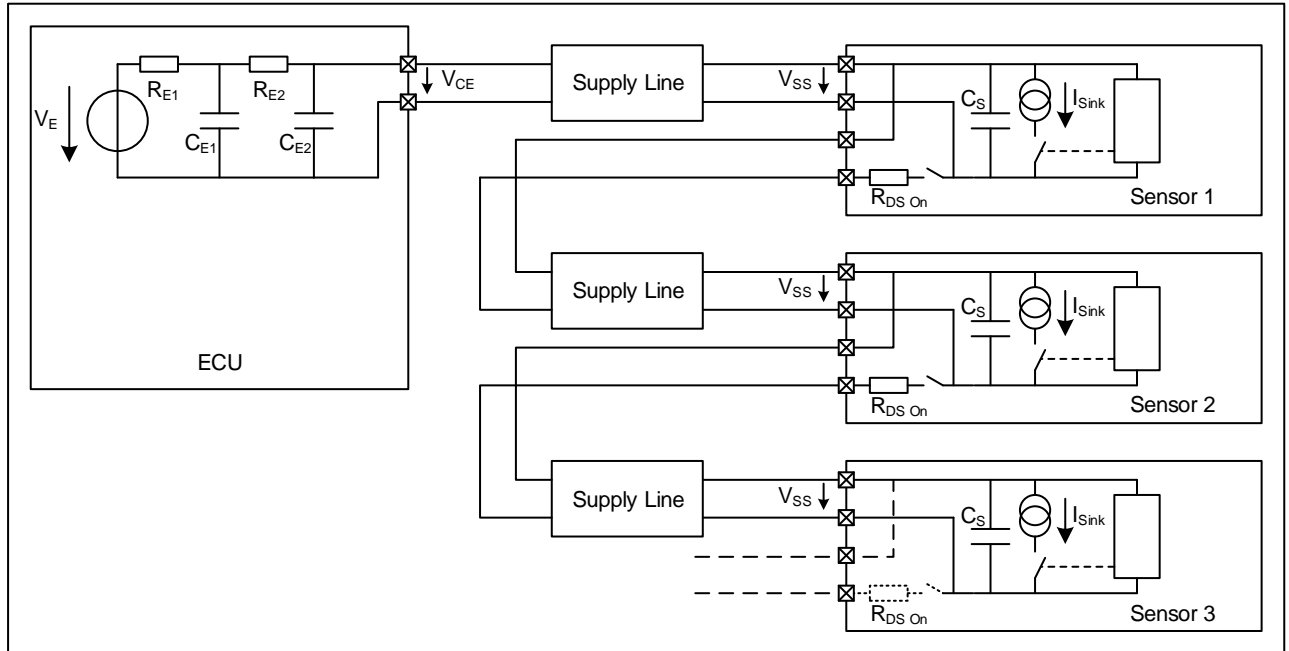 V_E
R_E1
R_E2
C_E1
C_E2
V_CE
ECU
Supply Line
V_SS
C_S
I_Sink
R_DS On
Sensor 1
Supply Line
V_SS
C_S
I_Sink
R_DS On
Sensor 2
Supply Line
V_SS
C_S
I_Sink
R_DS On
Sensor 3